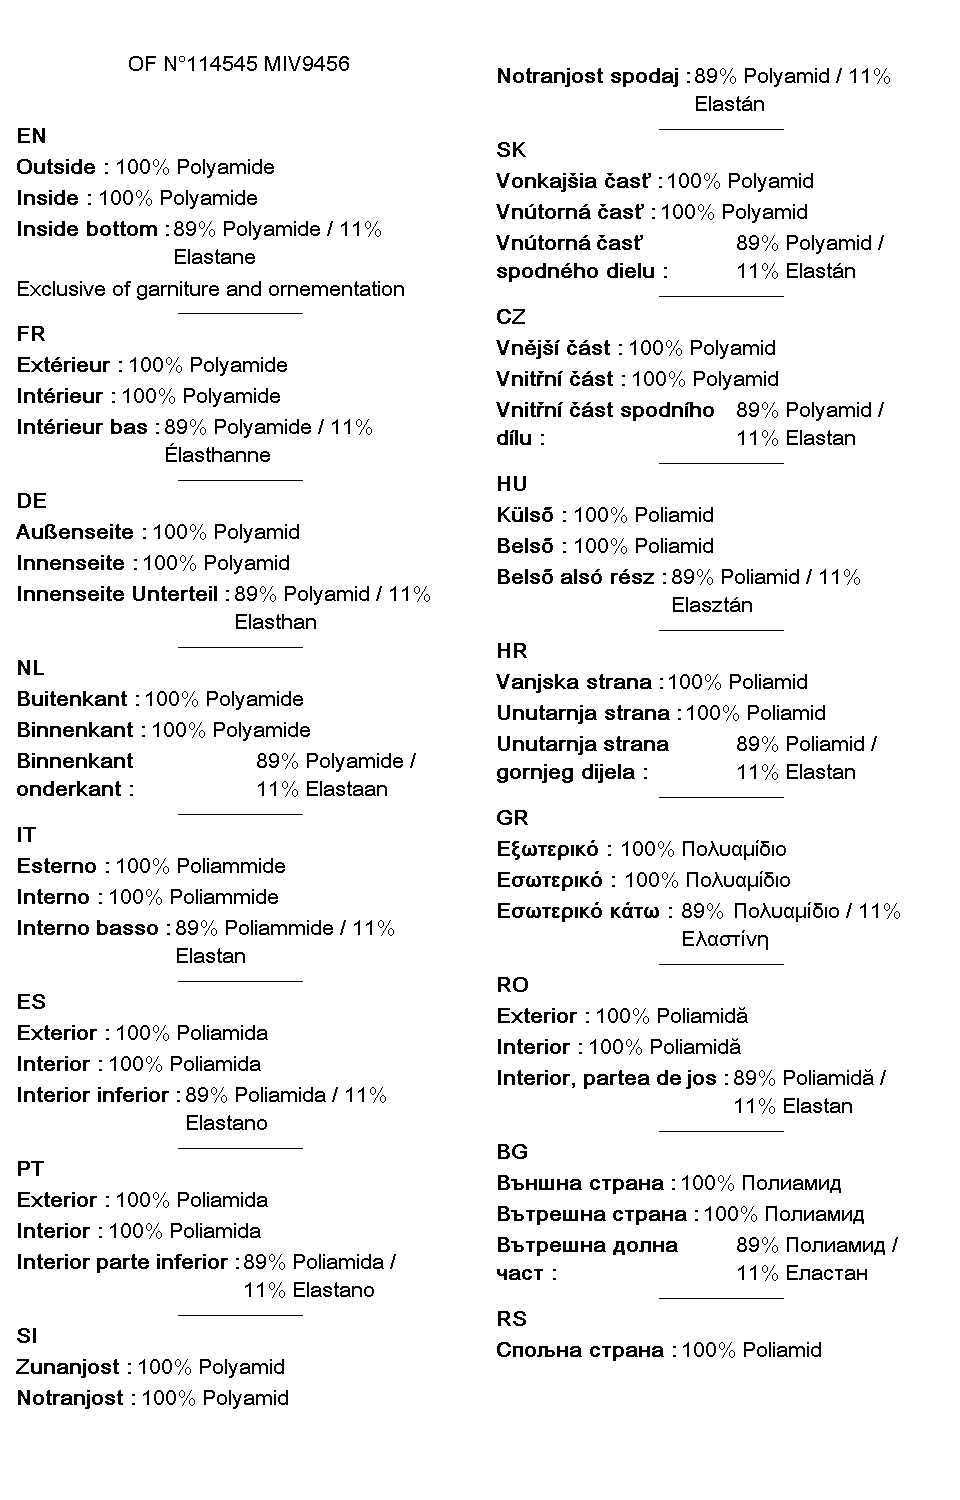 OF N°114545 MIV9456
EN
Outside : 100% Polyamide
Inside : 100% Polyamide
Inside bottom : 89% Polyamide / 11%
Elastane
Exclusive of garniture and ornementation
FR
Extérieur : 100% Polyamide
Intérieur : 100% Polyamide
Intérieur bas : 89% Polyamide / 11%
Élasthanne
DE
Außenseite : 100% Polyamid
Innenseite : 100% Polyamid
Innenseite Unterteil : 89% Polyamid / 11%
Elasthan
NL
Buitenkant : 100% Polyamide
Binnenkant : 100% Polyamide
Binnenkant 89% Polyamide /
onderkant : 11% Elastaan
IT
Esterno : 100% Poliammide
Interno : 100% Poliammide
Interno basso : 89% Poliammide / 11%
Elastan
ES
Exterior : 100% Poliamida
Interior : 100% Poliamida
Interior inferior : 89% Poliamida / 11%
Elastano
PT
Exterior : 100% Poliamida
Interior : 100% Poliamida
Interior parte inferior : 89% Poliamida /
11% Elastano
SI
Zunanjost : 100% Polyamid
Notranjost : 100% Polyamid
Notranjost spodaj : 89% Polyamid / 11%
Elastán
SK
Vonkajšia časť : 100% Polyamid
Vnútorná časť : 100% Polyamid
Vnútorná časť 89% Polyamid /
spodného dielu : 11% Elastán
CZ
Vnější část : 100% Polyamid
Vnitřní část : 100% Polyamid
Vnitřní část spodního 89% Polyamid /
dílu : 11% Elastan
HU
Külső : 100% Poliamid
Belső : 100% Poliamid
Belső alsó rész : 89% Poliamid / 11%
Elasztán
HR
Vanjska strana : 100% Poliamid
Unutarnja strana : 100% Poliamid
Unutarnja strana 89% Poliamid /
gornjeg dijela : 11% Elastan
GR
Εξωτερικό : 100% Πολυαμίδιο
Εσωτερικό : 100% Πολυαμίδιο
Εσωτερικό κάτω : 89% Πολυαμίδιο / 11%
Ελαστίνη
RO
Exterior : 100% Poliamidă
Interior : 100% Poliamidă
Interior, partea de jos : 89% Poliamidă /
11% Elastan
BG
Външна страна : 100% Полиамид
Вътрешна страна : 100% Полиамид
Вътрешна долна 89% Полиамид /
част : 11% Еластан
RS
Спољна страна : 100% Poliamid